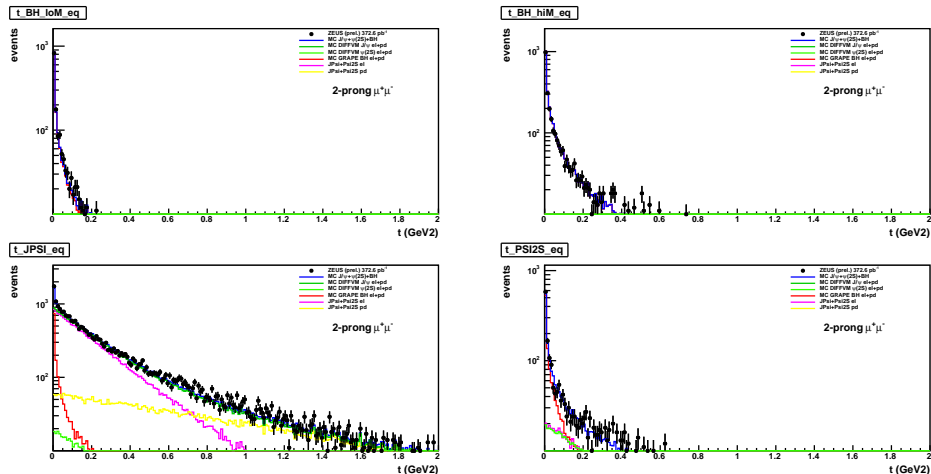 t_BH_loM_eq
events
10³
10²
ZEUS (prel.) 372.6 pb⁻¹
MC J/ψ+ψ(2S)+BH
MC DIFFVM J/ψ el+pd
MC DIFFVM ψ(2S) el+pd
MC GRAPE BH el+pd
JPsi+Psi2S el
JPsi+Psi2S pd
2-prong μ⁺μ⁻
0 0.2 0.4 0.6 0.8 1 1.2 1.4 1.6 1.8 2
t (GeV2)
t_BH_hiM_eq
events
10³
10²
ZEUS (prel.) 372.6 pb⁻¹
MC J/ψ+ψ(2S)+BH
MC DIFFVM J/ψ el+pd
MC DIFFVM ψ(2S) el+pd
MC GRAPE BH el+pd
JPsi+Psi2S el
JPsi+Psi2S pd
2-prong μ⁺μ⁻
0 0.2 0.4 0.6 0.8 1 1.2 1.4 1.6 1.8 2
t (GeV2)
t_JPSI_eq
events
10³
10²
ZEUS (prel.) 372.6 pb⁻¹
MC J/ψ+ψ(2S)+BH
MC DIFFVM J/ψ el+pd
MC DIFFVM ψ(2S) el+pd
MC GRAPE BH el+pd
JPsi+Psi2S el
JPsi+Psi2S pd
2-prong μ⁺μ⁻
0 0.2 0.4 0.6 0.8 1 1.2 1.4 1.6 1.8 2
t (GeV2)
t_PSI2S_eq
events
10³
10²
ZEUS (prel.) 372.6 pb⁻¹
MC J/ψ+ψ(2S)+BH
MC DIFFVM J/ψ el+pd
MC DIFFVM ψ(2S) el+pd
MC GRAPE BH el+pd
JPsi+Psi2S el
JPsi+Psi2S pd
2-prong μ⁺μ⁻
0 0.2 0.4 0.6 0.8 1 1.2 1.4 1.6 1.8 2
t (GeV2)